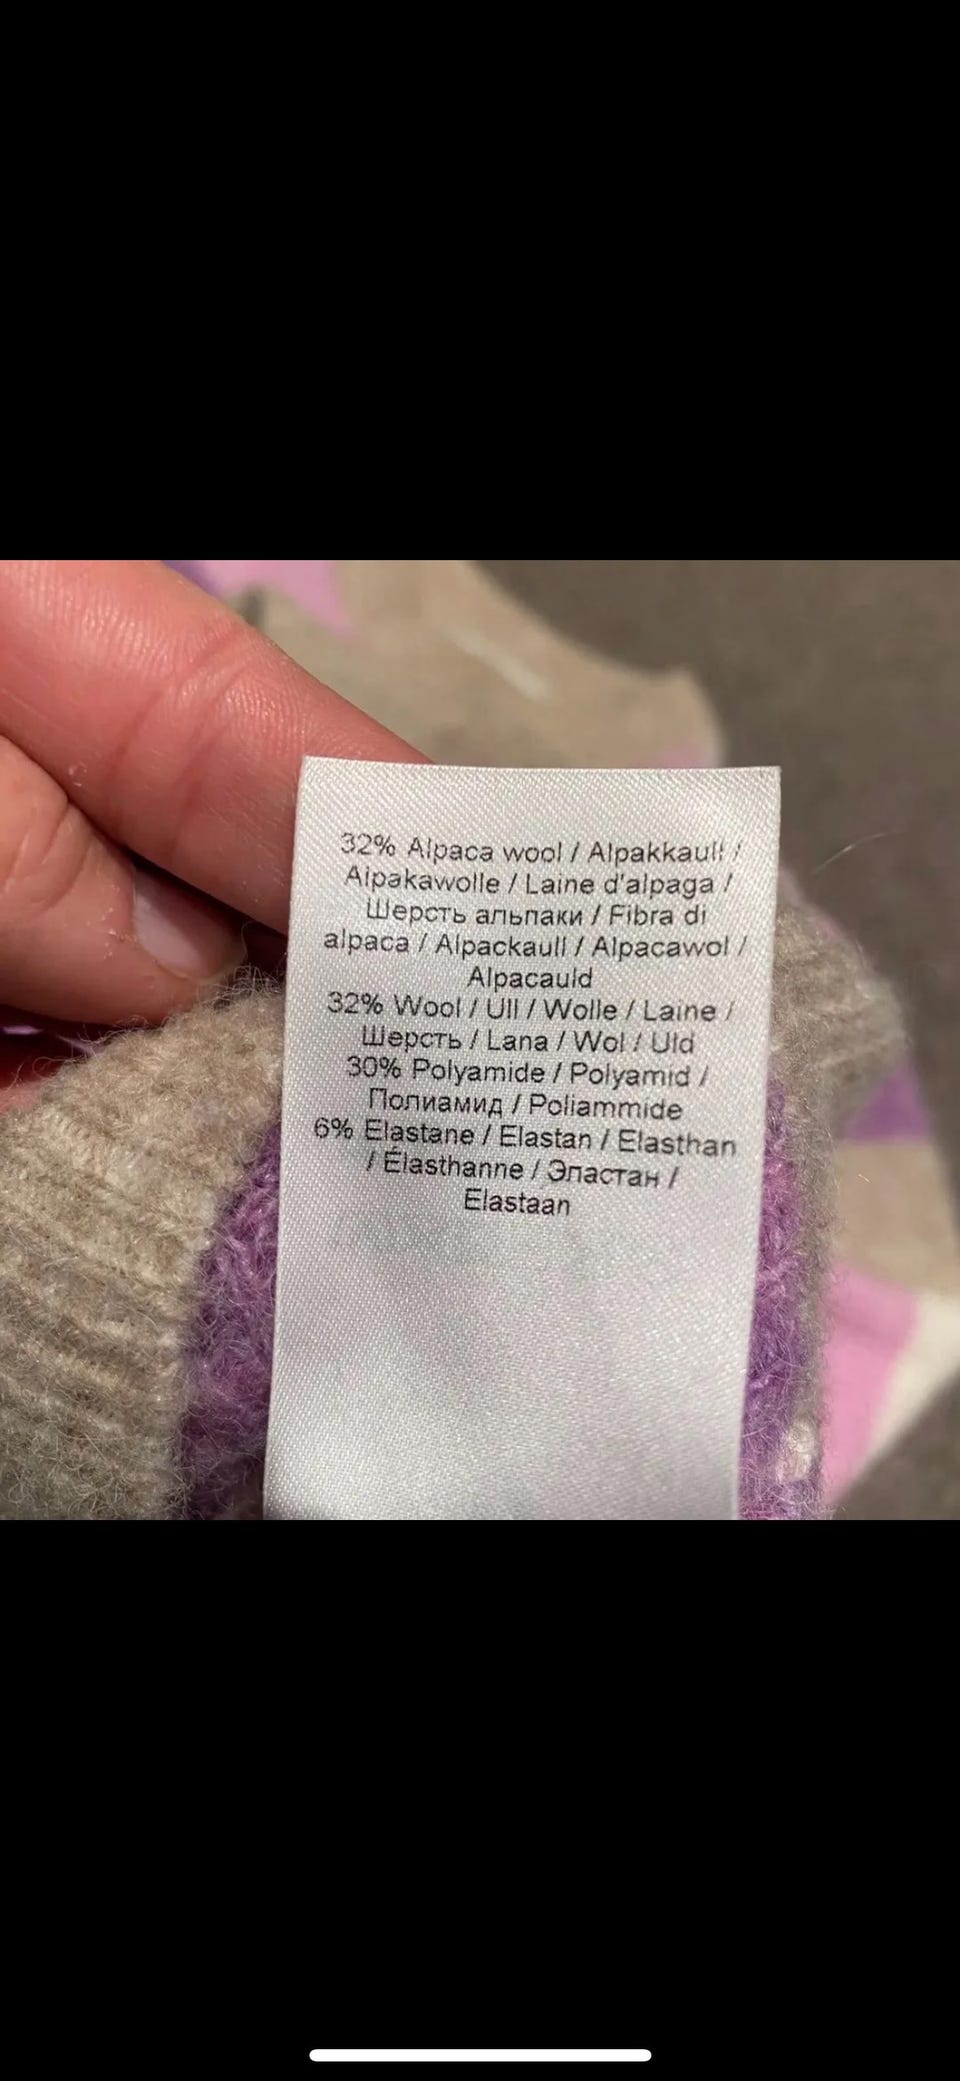 32% Alpaca wool / Alpakkaull /
Alpakawolle / Laine d'alpaga /
Шерсть альпаки / Fibra di
alpaca / Alpackaull / Alpacawol /
Alpacauld
32% Wool / Ull / Wolle / Laine /
Шерсть / Lana / Wol / Uld
30% Polyamide / Polyamid /
Полиамид / Poliammide
6% Elastane / Elastan / Elasthan
/ Élasthanne / Эластан /
Elastaan